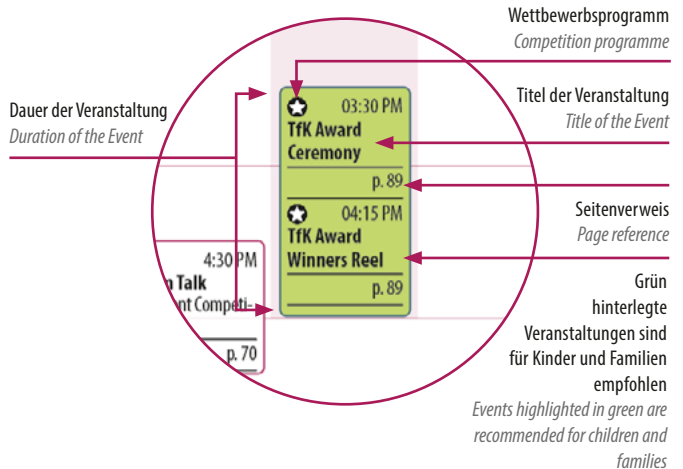 Wettbewerbsprogramm
Competition programme
Dauer der Veranstaltung
Duration of the Event
03:30 PM
TfK Award
Ceremony
p. 89
04:15 PM
TfK Award
Winners Reel
p. 89
4:30 PM
Talk
Competi-
p. 70
Titel der Veranstaltung
Title of the Event
Seitenverweis
Page reference
Grün
hinterlegte
Veranstaltungen sind
für Kinder und Familien
empfohlen
Events highlighted in green are
recommended for children and
families